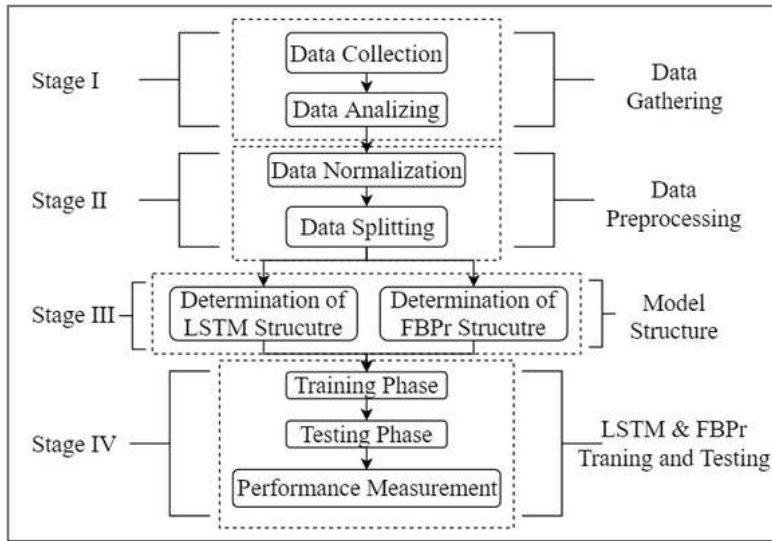 Stage I
Data Collection
Data Analizing
Data
Gathering
Stage II
Data Normalization
Data Splitting
Data
Preprocessing
Stage III
Determination of
LSTM Strucutre
Determination of
FBPr Strucutre
Model
Structure
Stage IV
Training Phase
Testing Phase
Performance Measurement
LSTM & FBPr
Traning and Testing